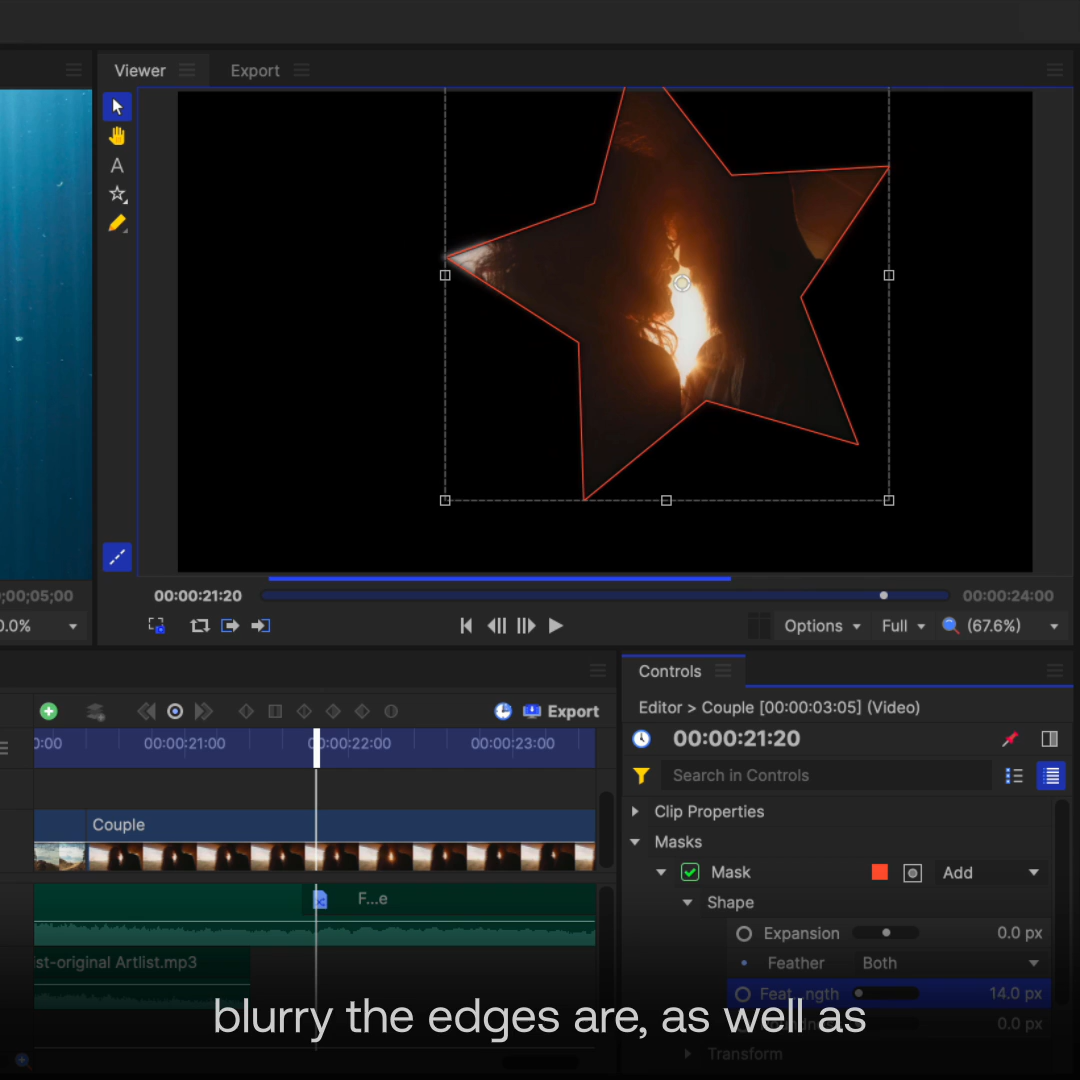 Viewer
Export
A
;00;05;00
0.0%
00:00:21:20
00:00:24:00
Options
Full
(67.6%)
Export
0:00
00:00:21:00
00:00:22:00
00:00:23:00
Couple
F...e
st-original Artlist.mp3
Controls
Editor > Couple [00:00:03:05] (Video)
00:00:21:20
Search in Controls
Clip Properties
Masks
Mask
Add
Shape
Expansion
0.0 px
Feather
Both
Feat...ngth
14.0 px
0.0 px
Transform
blurry the edges are, as well as